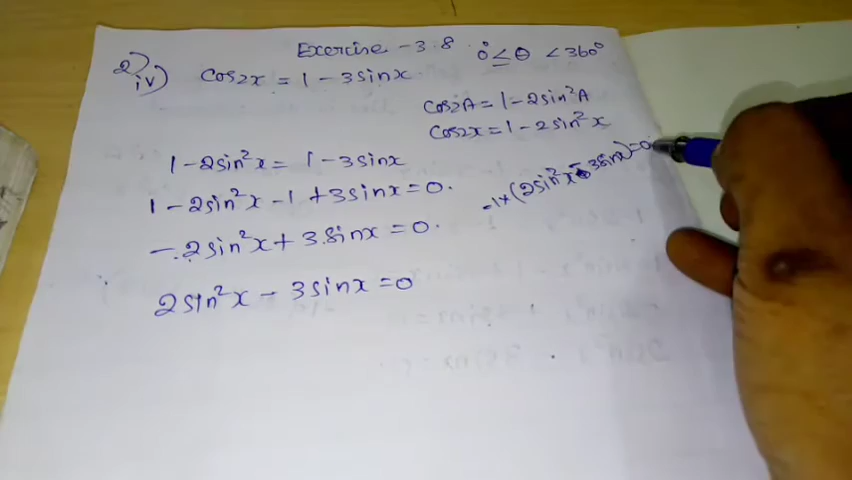 Exercise - 3.8 0° ≤ θ < 360°
2) iv) Cos2x = 1 - 3sinx.
Cos2A = 1 - 2sin²A
Cos2x = 1 - 2sin²x
1 - 2sin²x = 1 - 3sinx
1 - 2sin²x - 1 + 3sinx = 0.
-1×(2sin²x - 3sinx) = 0
- 2sin²x + 3sinx = 0.
2sin²x - 3sinx = 0